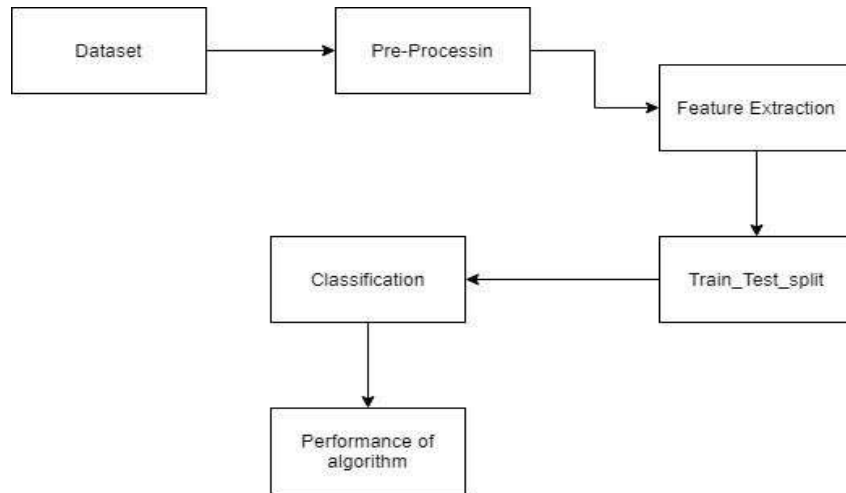 Dataset
Pre-Processin
Feature Extraction
Train_Test_split
Classification
Performance of
algorithm